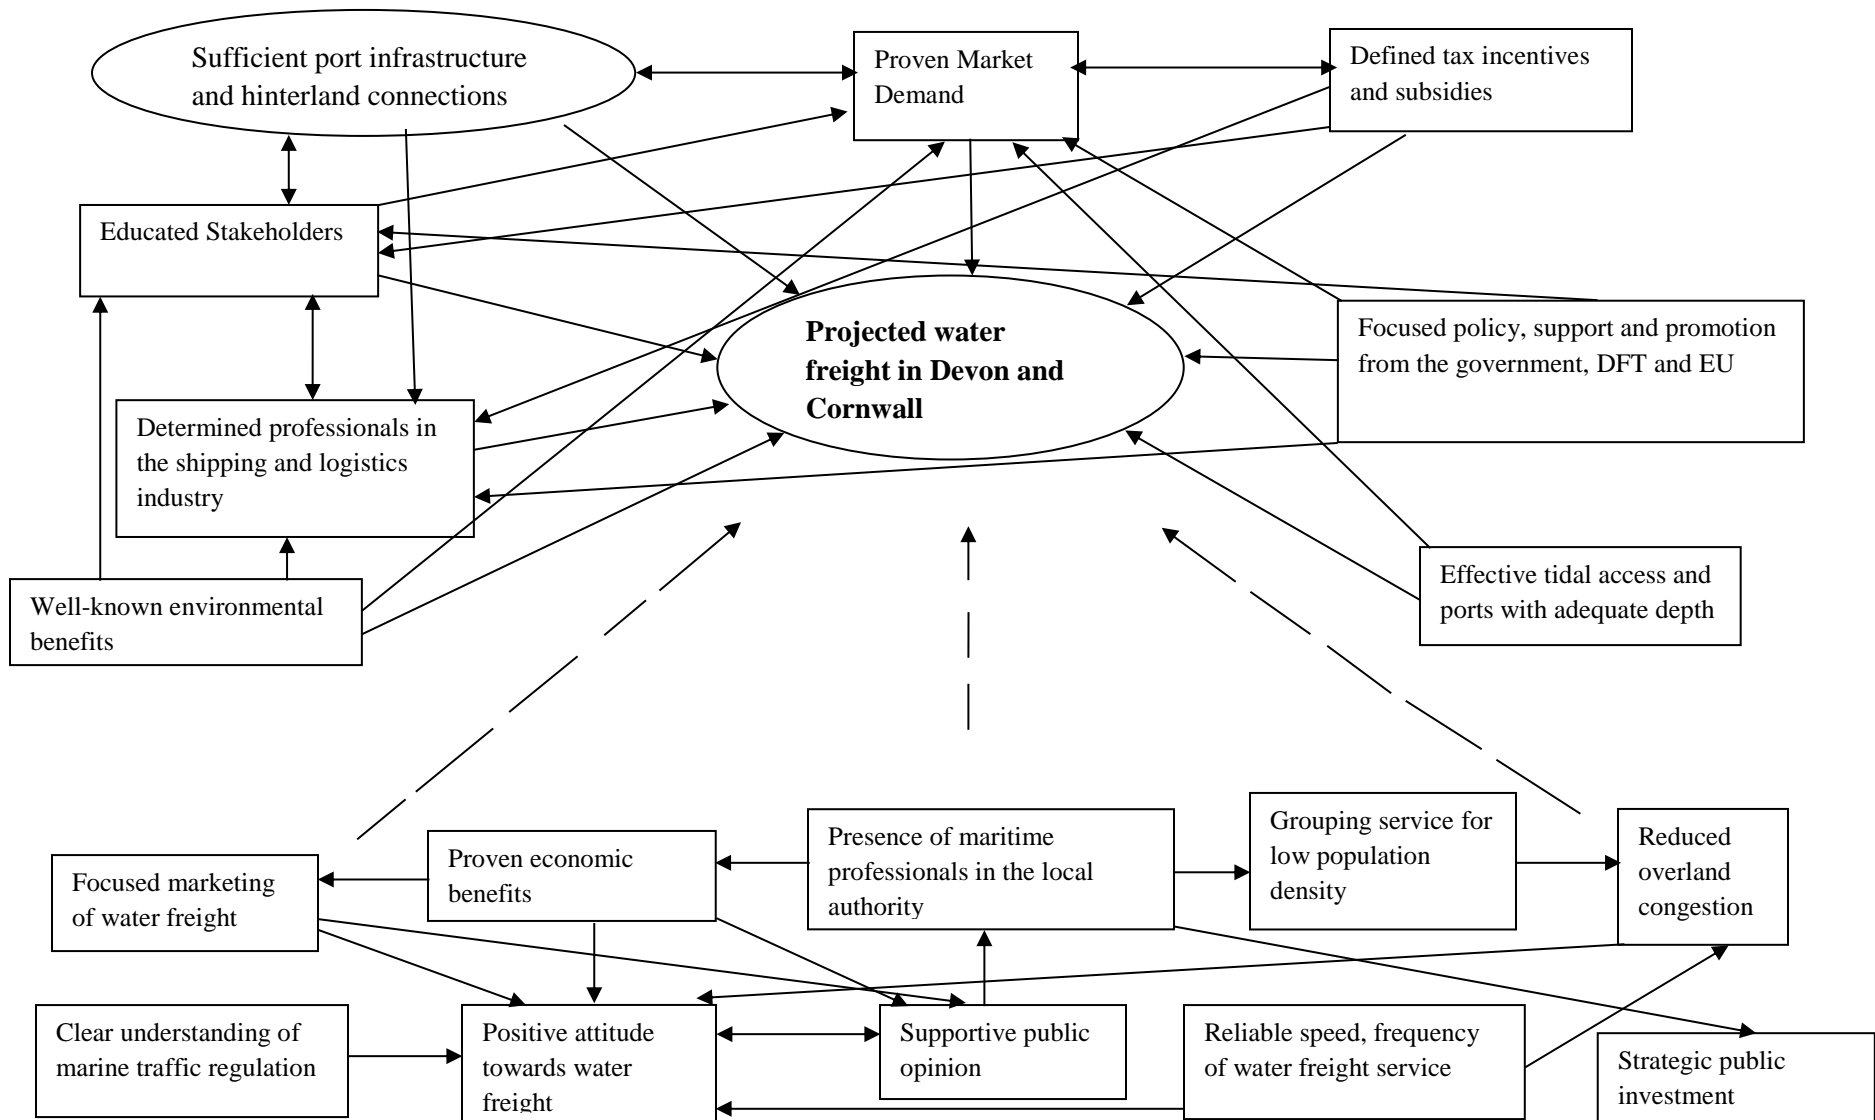 Sufficient port infrastructure
and hinterland connections
Proven Market
Demand
Defined tax incentives
and subsidies
Educated Stakeholders
Projected water
freight in Devon and
Cornwall
Focused policy, support and promotion
from the government, DFT and EU
Determined professionals in
the shipping and logistics
industry
Well-known environmental
benefits
Effective tidal access and
ports with adequate depth
Focused marketing
of water freight
Proven economic
benefits
Presence of maritime
professionals in the local
authority
Grouping service for
low population
density
Reduced
overland
congestion
Clear understanding of
marine traffic regulation
Positive attitude
towards water
freight
Supportive public
opinion
Reliable speed, frequency
of water freight service
Strategic public
investment